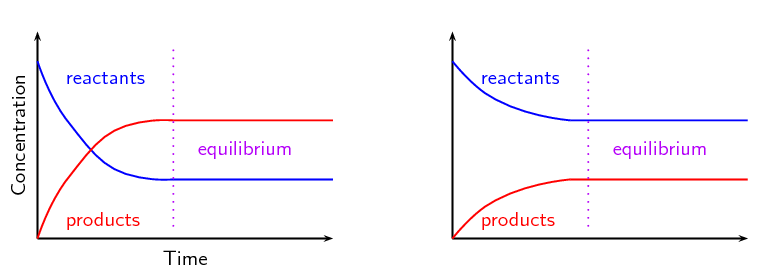 reactants
equilibrium
products
Concentration
Time
reactants
equilibrium
products